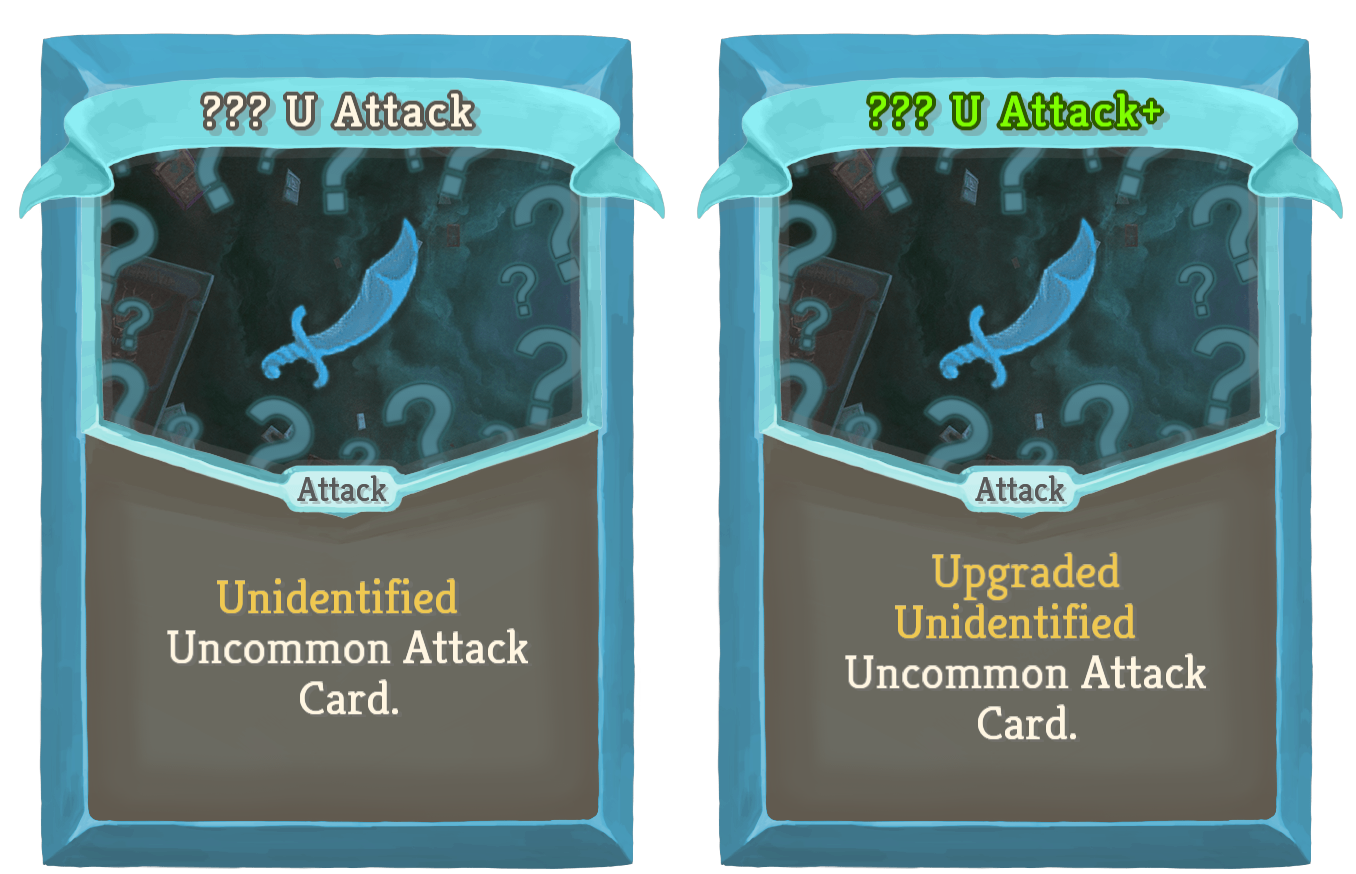 ??? U Attack
Attack
Unidentified
Uncommon Attack
Card.
??? U Attack+
Attack
Upgraded
Unidentified
Uncommon Attack
Card.